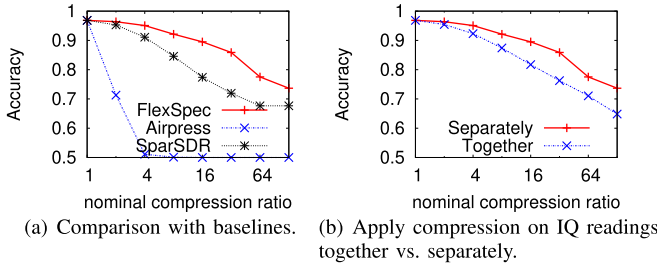 1
0.9
0.8
0.7
0.6
0.5
Accuracy
FlexSpec
Airpress
SparSDR
1 4 16 64
nominal compression ratio
(a) Comparison with baselines.
1
0.9
0.8
0.7
0.6
0.5
Accuracy
Separately
Together
1 4 16 64
nominal compression ratio
(b) Apply compression on IQ readings
together vs. separately.